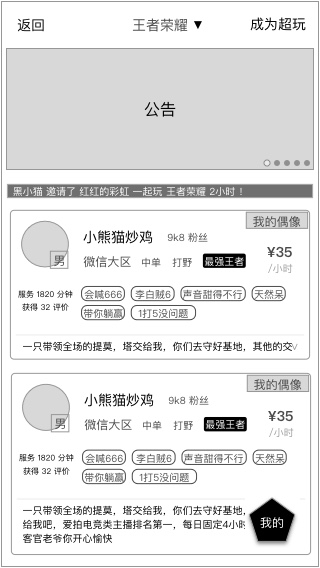 返回 王者荣耀 ▼ 成为超玩
公告
黑小猫 邀请了 红红的彩虹 一起玩 王者荣耀 2小时！
我的偶像
小熊猫炒鸡 9k8 粉丝
¥35
男 微信大区 中单 打野 最强王者
/小时
服务 1820 分钟 会喊666 李白贼6 声音甜得不行 天然呆
获得 32 评价
带你躺赢 1打5没问题
一只带领全场的提莫，塔交给我，你们去守好基地，其他的交
我的偶像
小熊猫炒鸡 9k8 粉丝
¥35
男 微信大区 中单 打野 最强王者
/小时
服务 1820 分钟 会喊666 李白贼6 声音甜得不行 天然呆
获得 32 评价
带你躺赢 1打5没问题
一只带领全场的提莫，塔交给我，你们去守好基地，
给我吧，爱拍电竞类主播排名第一，每日固定4小时
客官老爷你开心愉快
我的